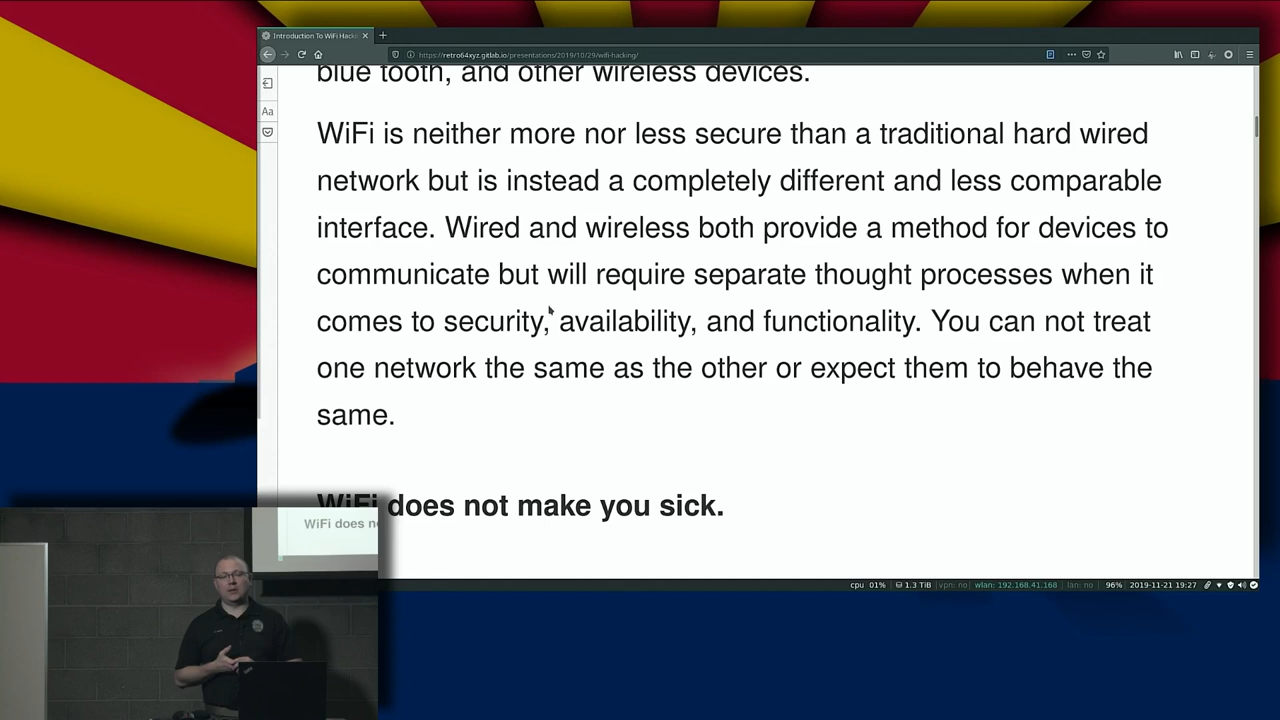 Introduction To WiFi Hack
https://retro64xyz.gitlab.io/presentations/2019/10/29/wifi-hacking/
Aa
blue tooth, and other wireless devices.
WiFi is neither more nor less secure than a traditional hard wired
network but is instead a completely different and less comparable
interface. Wired and wireless both provide a method for devices to
communicate but will require separate thought processes when it
comes to security, availability, and functionality. You can not treat
one network the same as the other or expect them to behave the
same.
WiFi does not make you sick.
WiFi does n
cpu 01% 1.3 TiB vpn: no wlan: 192.168.41.168 lan: no 96% 2019-11-21 19:27